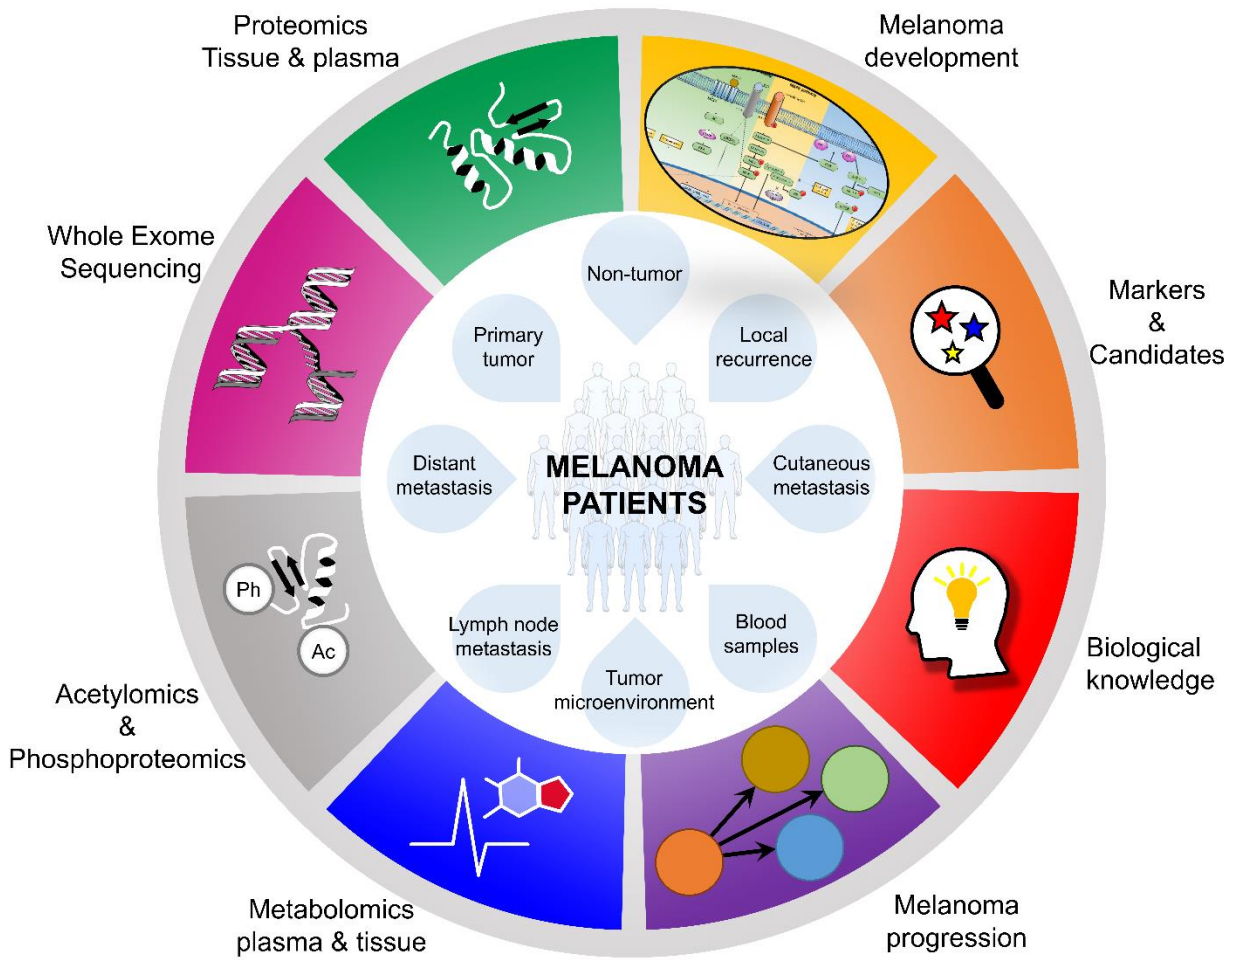 Proteomics
Tissue & plasma
Melanoma
development
Whole Exome
Sequencing
Markers
&
Candidates
Non-tumor
Primary
tumor
Local
recurrence
Distant
metastasis
MELANOMA
PATIENTS
Cutaneous
metastasis
Ph
Ac
Lymph node
metastasis
Tumor
microenvironment
Blood
samples
Biological
knowledge
Acetylomics
&
Phosphoproteomics
Metabolomics
plasma & tissue
Melanoma
progression